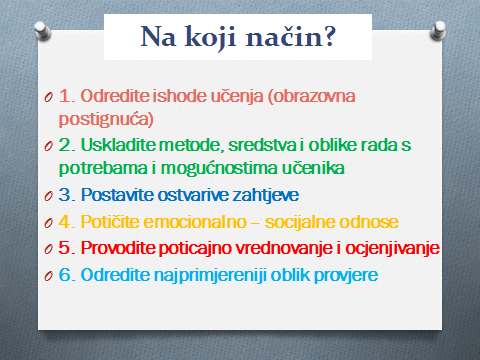 Na koji način?
1. Odredite ishode učenja (obrazovna
postignuća)
2. Uskladite metode, sredstva i oblike rada s
potrebama i mogućnostima učenika
3. Postavite ostvarive zahtjeve
4. Potičite emocionalno – socijalne odnose
5. Provodite poticajno vrednovanje i ocjenjivanje
6. Odredite najprimjereniji oblik provjere